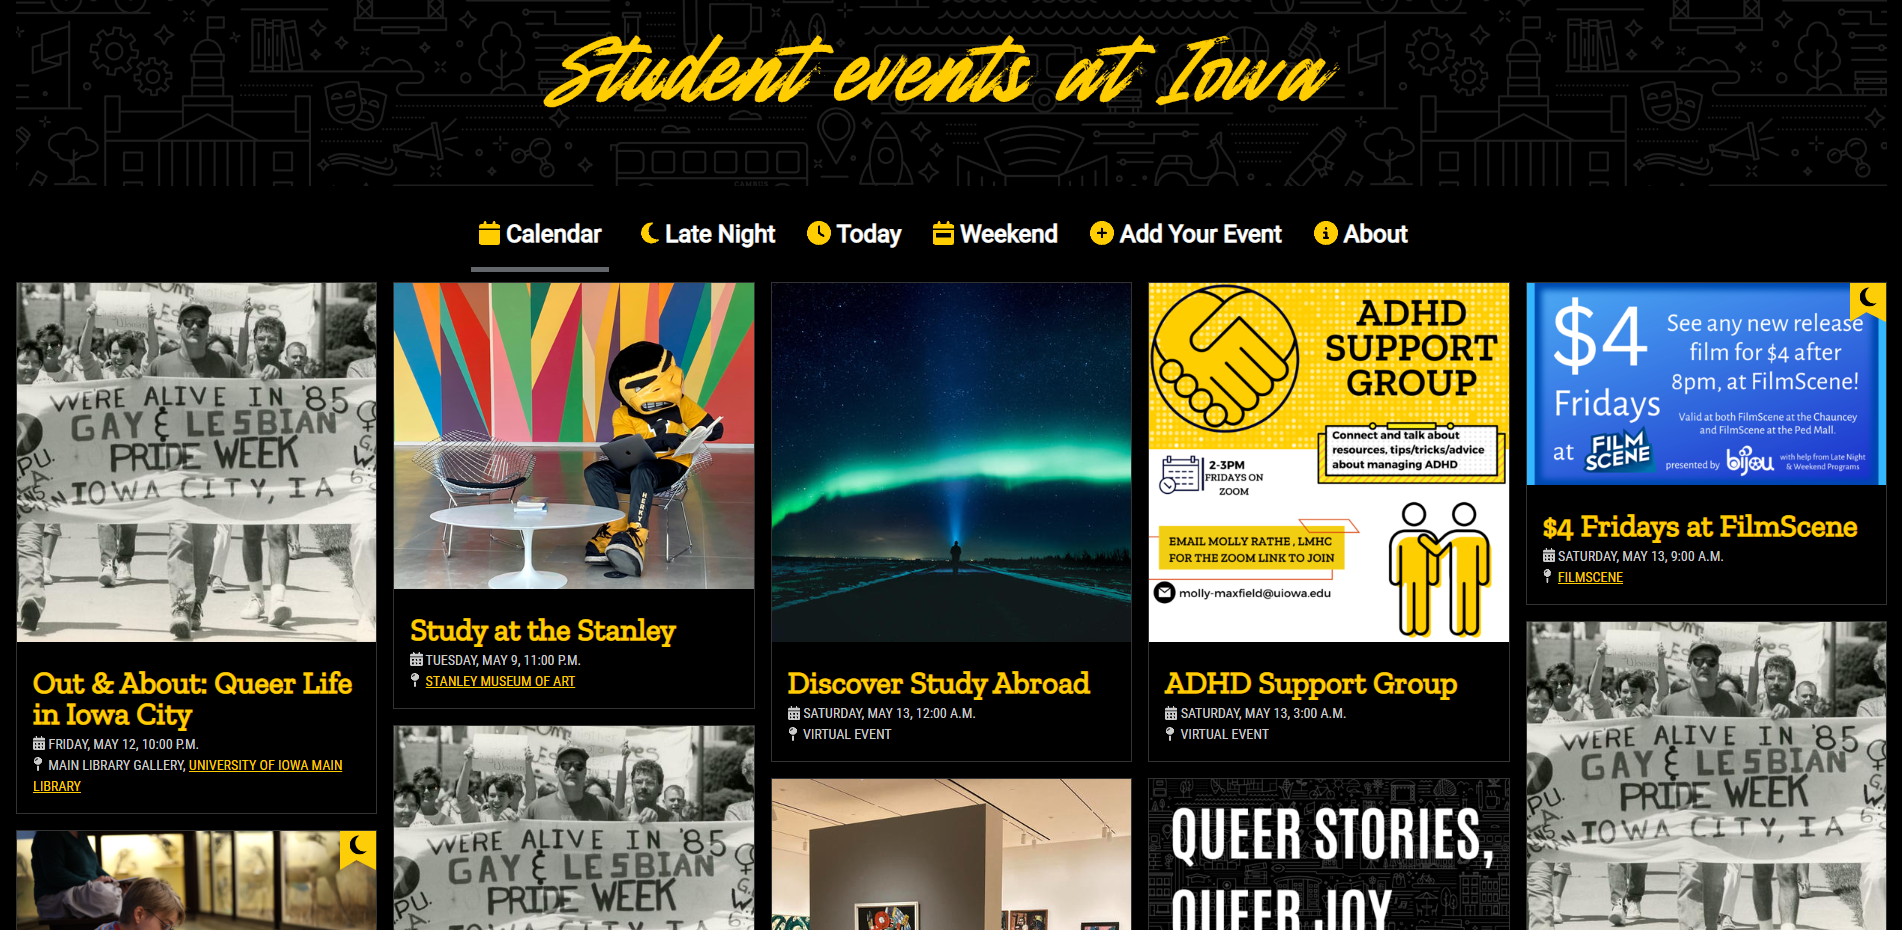 Student events at Iowa
CAMBUS
Calendar
Late Night
Today
Weekend
Add Your Event
About
WERE ALIVE IN '85
GAY & LESBIAN
PRIDE WEEK
IOWA CITY, IA
Out & About: Queer Life
in Iowa City
FRIDAY, MAY 12, 10:00 P.M.
MAIN LIBRARY GALLERY, UNIVERSITY OF IOWA MAIN
LIBRARY
HERKY
Study at the Stanley
TUESDAY, MAY 9, 11:00 P.M.
STANLEY MUSEUM OF ART
WERE ALIVE IN '85
GAY & LESBIAN
PRIDE WEEK
Discover Study Abroad
SATURDAY, MAY 13, 12:00 A.M.
VIRTUAL EVENT
ADHD
SUPPORT
GROUP
Connect and talk about
resources, tips/tricks/advice
about managing ADHD
2-3PM
FRIDAYS ON
ZOOM
EMAIL MOLLY RATHE , LMHC
FOR THE ZOOM LINK TO JOIN
molly-maxfield@uiowa.edu
ADHD Support Group
SATURDAY, MAY 13, 3:00 A.M.
VIRTUAL EVENT
QUEER STORIES,
QUEER JOY
$4
Fridays
at FILM
SCENE
See any new release
film for $4 after
8pm, at FilmScene!
Valid at both FilmScene at the Chauncey
and FilmScene at the Ped Mall.
presented by bijou with help from Late Night
& Weekend Programs
$4 Fridays at FilmScene
SATURDAY, MAY 13, 9:00 A.M.
FILMSCENE
WERE ALIVE IN '85
GAY & LESBIAN
PRIDE WEEK
IOWA CITY, IA